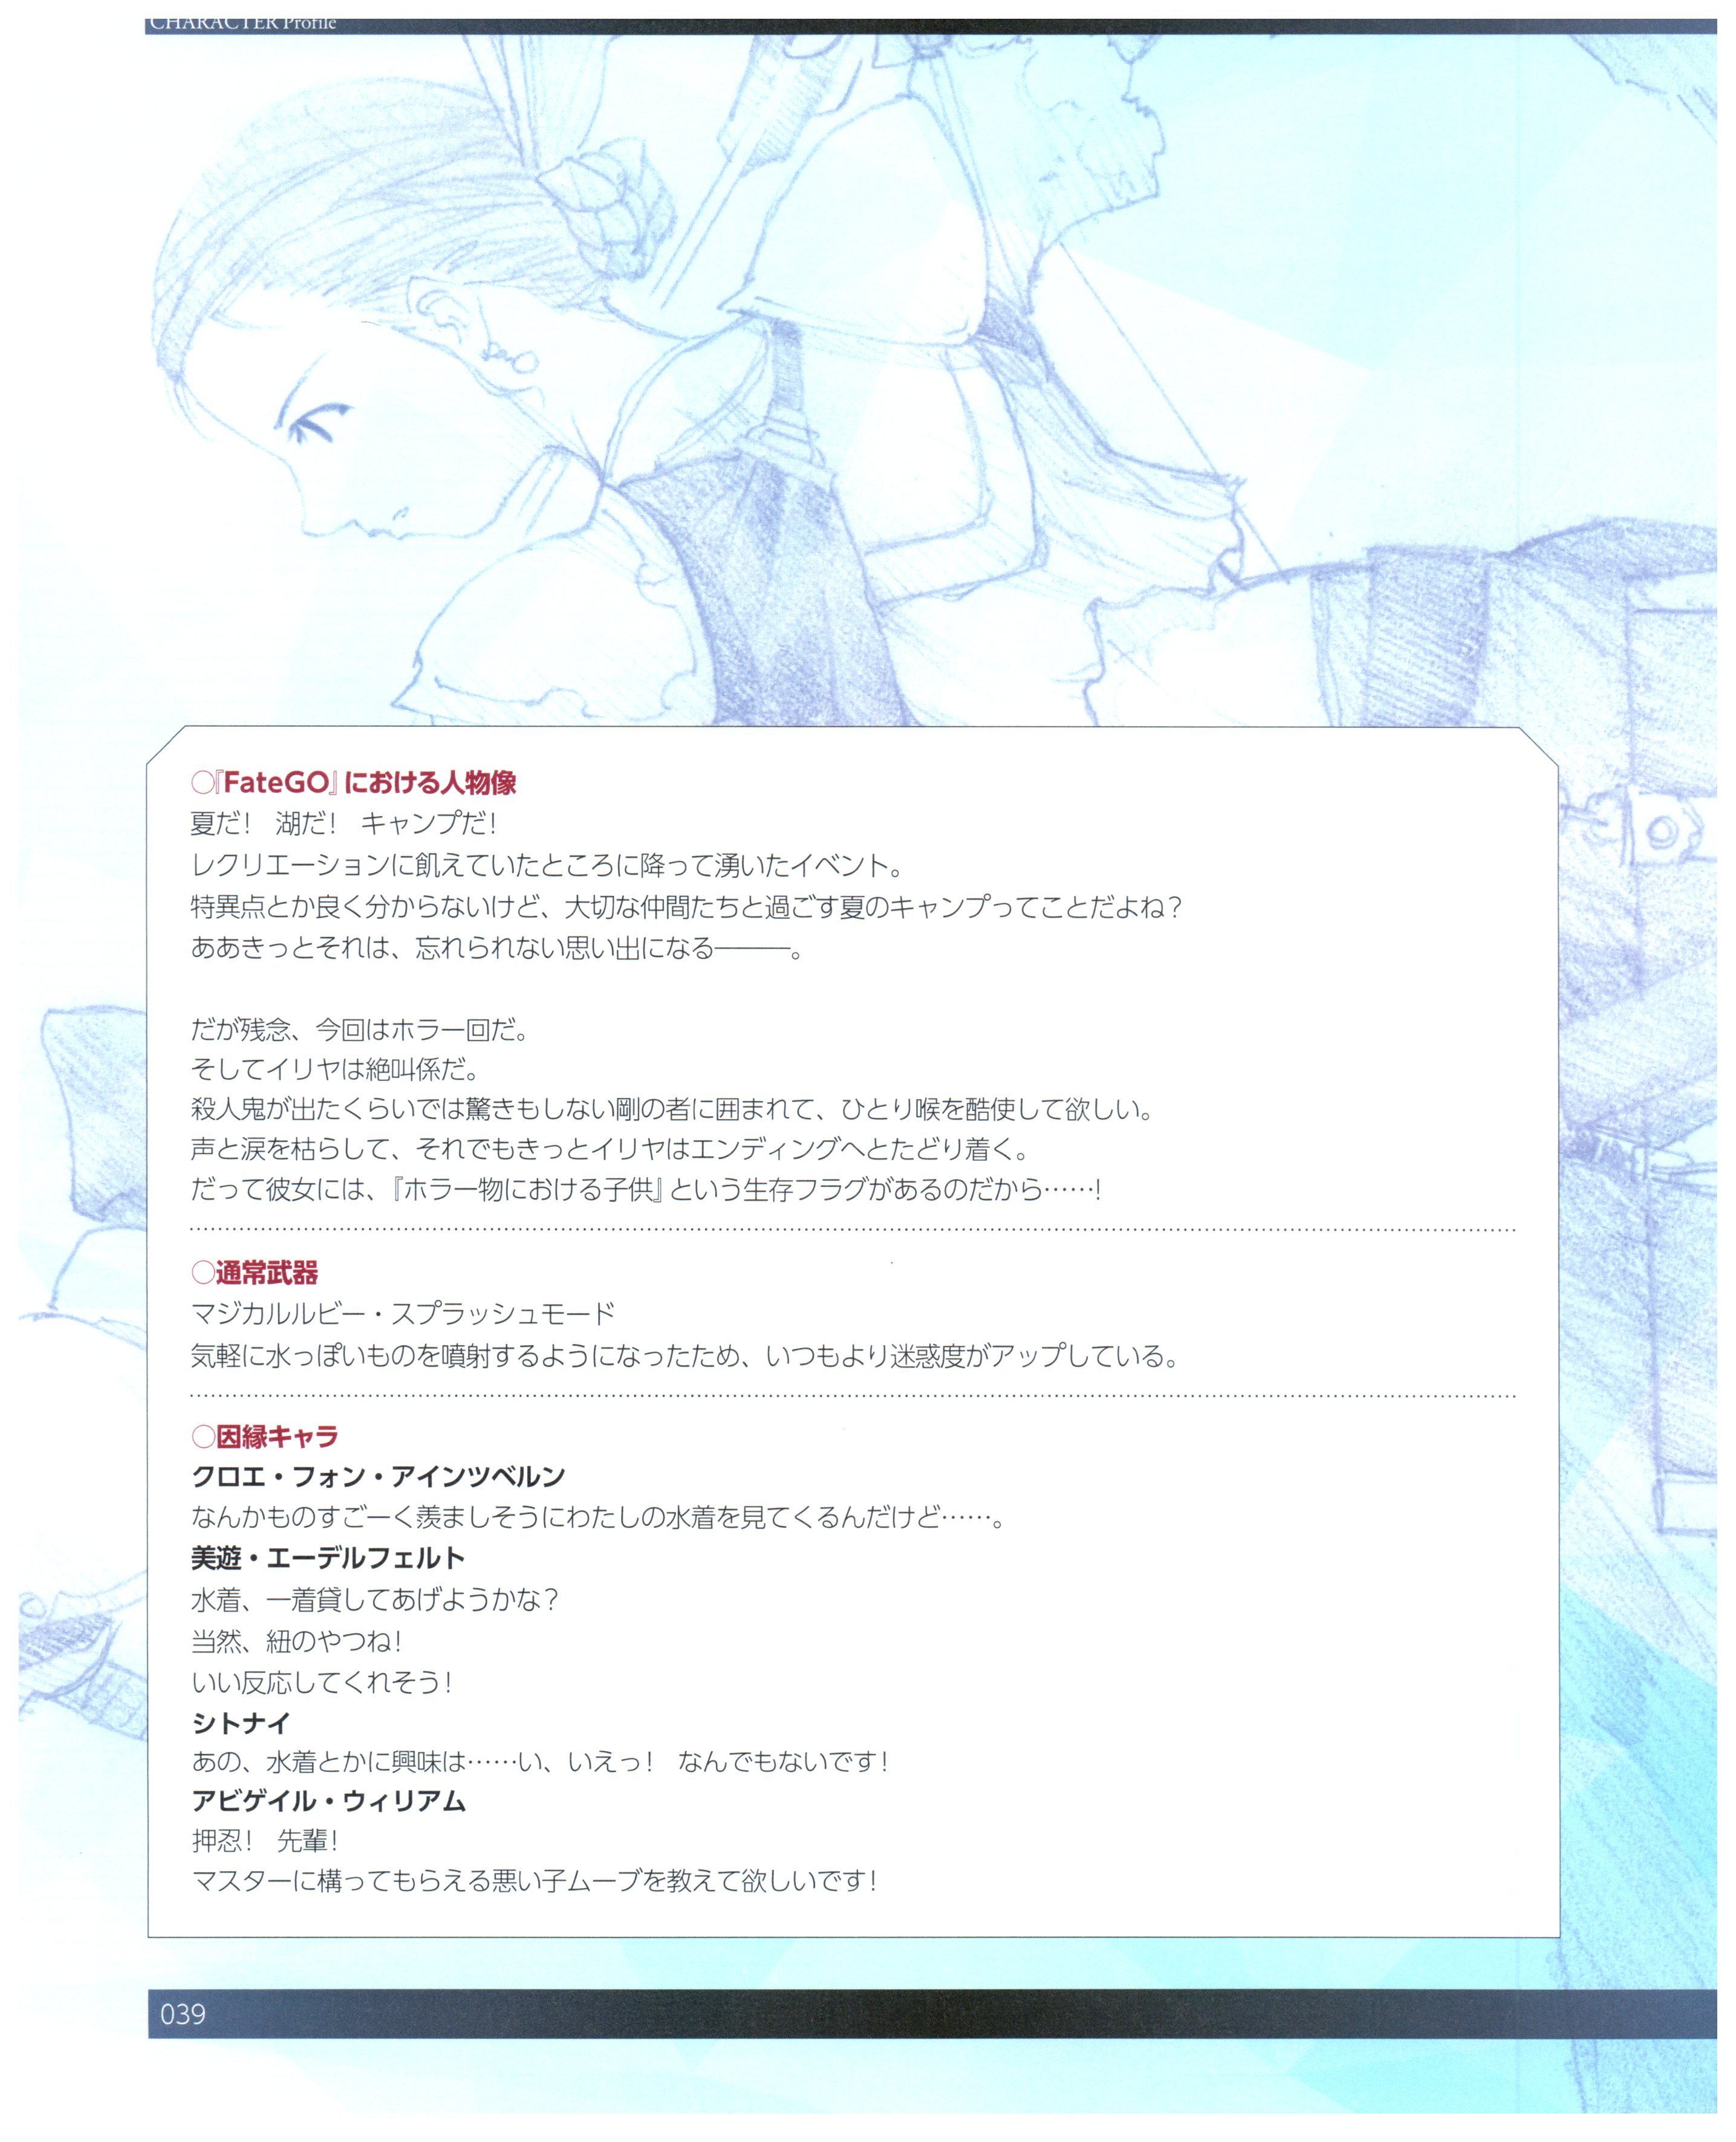 CHARACTER Profile
○『FateGO』における人物像
夏だ！　湖だ！　キャンプだ！
レクリエーションに飢えていたところに降って湧いたイベント。
特異点とか良く分からないけど、大切な仲間たちと過ごす夏のキャンプってことだよね？
ああきっとそれは、忘れられない思い出になる―――。
だが残念、今回はホラー回だ。
そしてイリヤは絶叫係だ。
殺人鬼が出たくらいでは驚きもしない剛の者に囲まれて、ひとり喉を酷使して欲しい。
声と涙を枯らして、それでもきっとイリヤはエンディングへとたどり着く。
だって彼女には、『ホラー物における子供』という生存フラグがあるのだから……！
○通常武器
マジカルルビー・スプラッシュモード
気軽に水っぽいものを噴射するようになったため、いつもより迷惑度がアップしている。
○因縁キャラ
クロエ・フォン・アインツベルン
なんかものすごーく羨ましそうにわたしの水着を見てくるんだけど……。
美遊・エーデルフェルト
水着、一着貸してあげようかな？
当然、紐のやつね！
いい反応してくれそう！
シトナイ
あの、水着とかに興味は……い、いえっ！　なんでもないです！
アビゲイル・ウィリアム
押忍！　先輩！
マスターに構ってもらえる悪い子ムーブを教えて欲しいです！
039